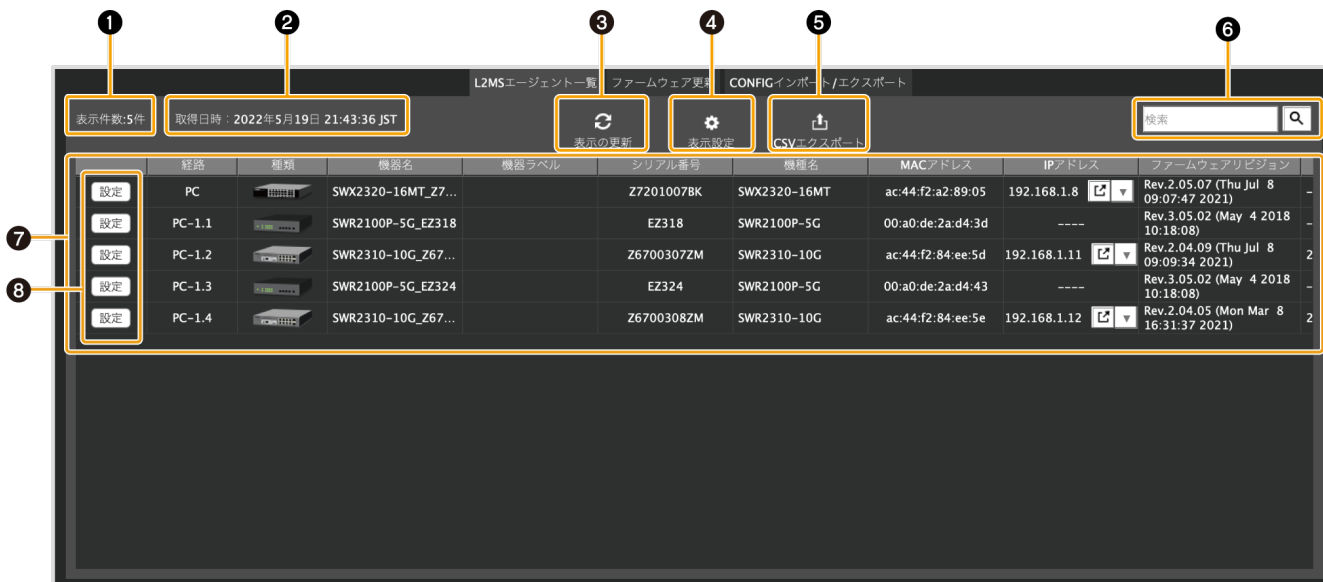 ❶ ❷ ❸ ❹ ❺ ❻
L2MSエージェント一覧 ファームウェア更新 CONFIGインポート/エクスポート
表示件数:5件 取得日時：2022年5月19日 21:43:36 JST 表示の更新 表示設定 CSVエクスポート 検索
経路 種類 機器名 機器ラベル シリアル番号 機種名 MACアドレス IPアドレス ファームウェアリビジョン
設定 PC SWX2320-16MT_Z7... Z7201007BK SWX2320-16MT ac:44:f2:a2:89:05 192.168.1.8 ▼ Rev.2.05.07 (Thu Jul 8
09:07:47 2021) –
❼ 設定 PC-1.1 SWR2100P-5G_EZ318 EZ318 SWR2100P-5G 00:a0:de:2a:d4:3d ---- Rev.3.05.02 (May 4 2018
10:18:08) –
設定 PC-1.2 SWR2310-10G_Z67... Z6700307ZM SWR2310-10G ac:44:f2:84:ee:5d 192.168.1.11 ▼ Rev.2.04.09 (Thu Jul 8
09:09:34 2021) 2
❽ 設定 PC-1.3 SWR2100P-5G_EZ324 EZ324 SWR2100P-5G 00:a0:de:2a:d4:43 ---- Rev.3.05.02 (May 4 2018
10:18:08) –
設定 PC-1.4 SWR2310-10G_Z67... Z6700308ZM SWR2310-10G ac:44:f2:84:ee:5e 192.168.1.12 ▼ Rev.2.04.05 (Mon Mar 8
16:31:37 2021) 2